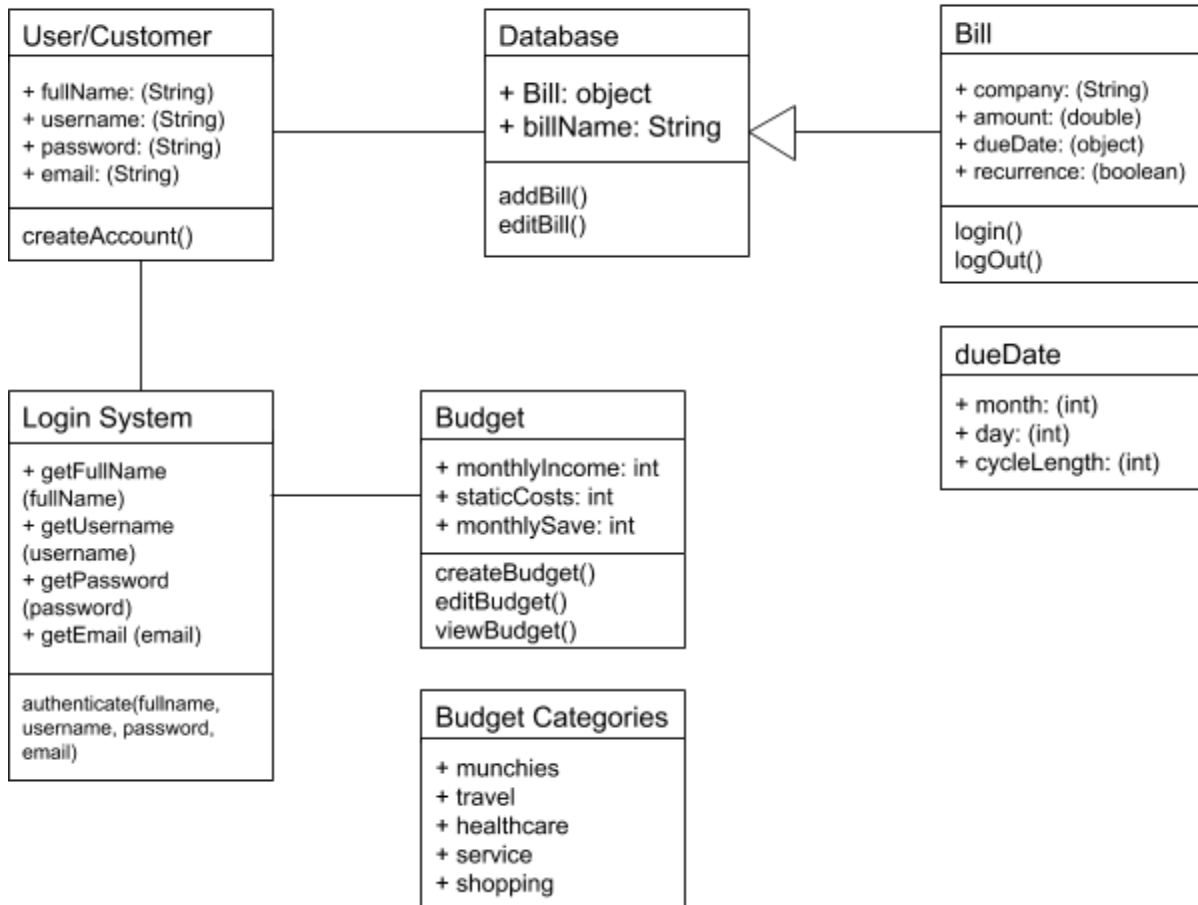 User/Customer
+ fullName: (String)
+ username: (String)
+ password: (String)
+ email: (String)
createAccount()
Database
+ Bill: object
+ billName: String
addBill()
editBill()
Bill
+ company: (String)
+ amount: (double)
+ dueDate: (object)
+ recurrence: (boolean)
login()
logOut()
dueDate
+ month: (int)
+ day: (int)
+ cycleLength: (int)
Login System
+ getFullName
(fullName)
+ getUsername
(username)
+ getPassword
(password)
+ getEmail (email)
authenticate(fullname,
username, password,
email)
Budget
+ monthlyIncome: int
+ staticCosts: int
+ monthlySave: int
createBudget()
editBudget()
viewBudget()
Budget Categories
+ munchies
+ travel
+ healthcare
+ service
+ shopping